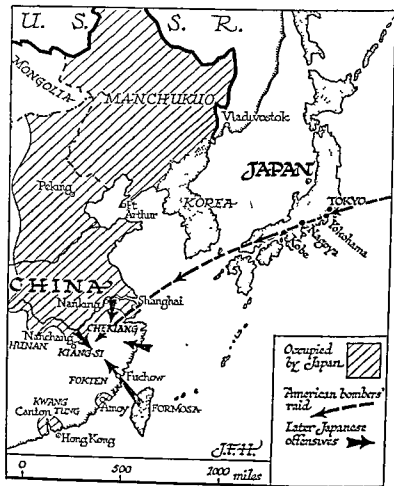 U. S. S. R.
MONGOLIA
MANCHUKUO
Vladivostok
JAPAN
Peking
Pt. Arthur
KOREA
TOKYO
Yokohama
Nagoya
Kobe
CHINA
Nanking
Shanghai
CHEKIANG
Nanchang
HUNAN
KIANG-SI
FOKIEN
Fuchow
KWANG
TUNG
Canton
Amoy
FORMOSA
Hong Kong
Occupied
by Japan
American bombers'
raid
Later Japanese
offensives
J.F.H.
0 500 1000
miles